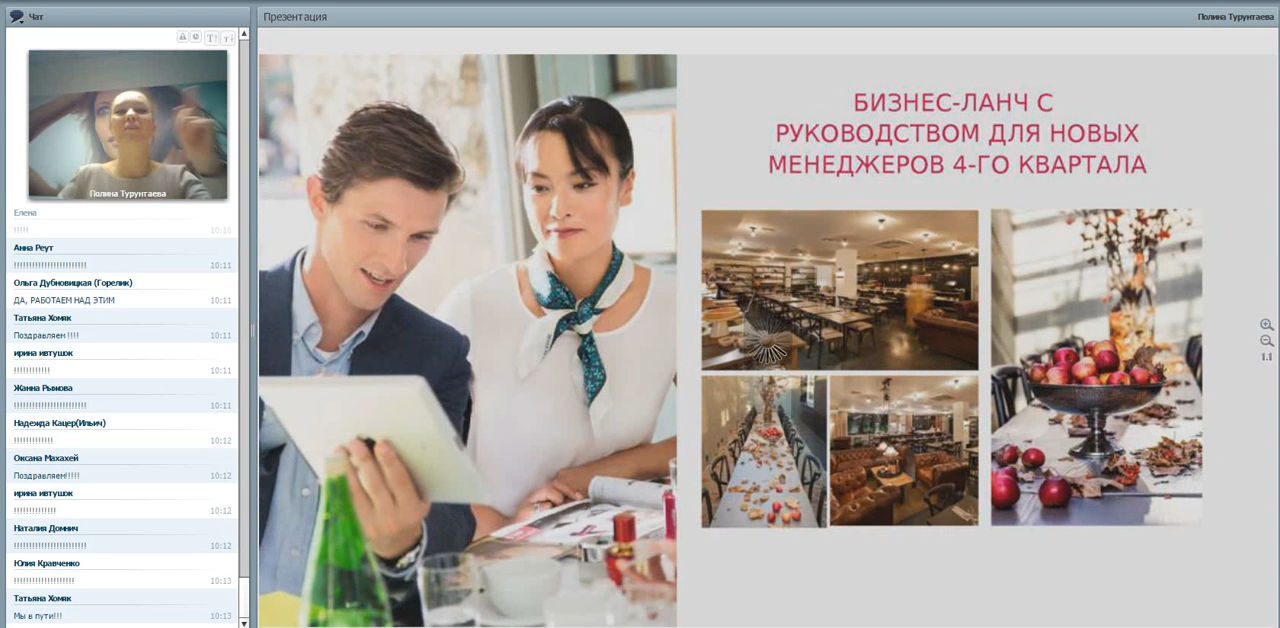 Чат
Полина Турунтаева
Елена
!!!!! 10:10
Анна Реут
!!!!!!!!!!!!!!!!!!!!!!!! 10:11
Ольга Дубновицкая (Горелик)
ДА, РАБОТАЕМ НАД ЭТИМ 10:11
Татьяна Хомяк
Поздравляем !!!! 10:11
ирина ивтушок
!!!!!!!!!!!! 10:11
Жанна Рыжова
!!!!!!!!!!!!!!!!!!!!!!!! 10:11
Надежда Кацер(Ильич)
!!!!!!!!!!!!! 10:12
Оксана Махахей
Поздравляем!!!!! 10:12
ирина ивтушок
!!!!!!!!!!!!!! 10:12
Наталия Домнич
!!!!!!!!!!!!!!!!!!!!!!!! 10:12
Юлия Кравченко
!!!!!!!!!!!!!!!!!!!! 10:13
Татьяна Хомяк
Мы в пути!!! 10:13
Презентация
Полина Турунтаева
БИЗНЕС-ЛАНЧ С
РУКОВОДСТВОМ ДЛЯ НОВЫХ
МЕНЕДЖЕРОВ 4-ГО КВАРТАЛА
1:1